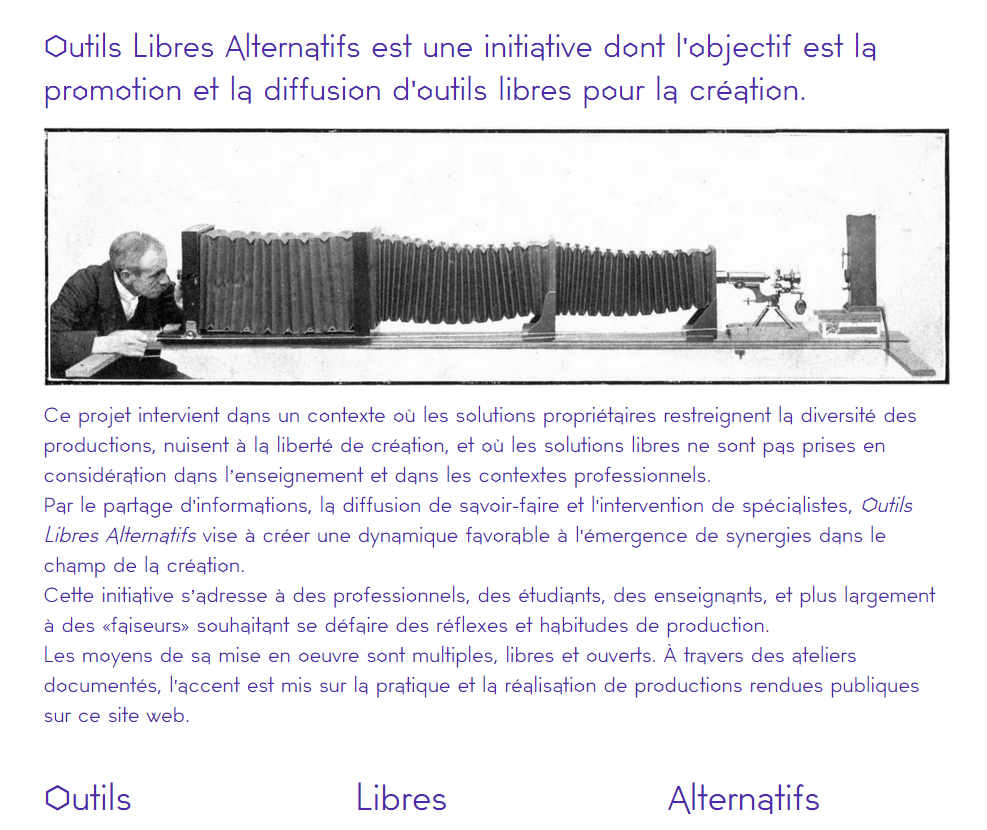 Outils Libres Alternatifs est une initiative dont l'objectif est la
promotion et la diffusion d'outils libres pour la création.
Ce projet intervient dans un contexte où les solutions propriétaires restreignent la diversité des
productions, nuisent à la liberté de création, et où les solutions libres ne sont pas prises en
considération dans l’enseignement et dans les contextes professionnels.
Par le partage d'informations, la diffusion de savoir-faire et l'intervention de spécialistes, Outils
Libres Alternatifs vise à créer une dynamique favorable à l'émergence de synergies dans le
champ de la création.
Cette initiative s’adresse à des professionnels, des étudiants, des enseignants, et plus largement
à des «faiseurs» souhaitant se défaire des réflexes et habitudes de production.
Les moyens de sa mise en oeuvre sont multiples, libres et ouverts. À travers des ateliers
documentés, l'accent est mis sur la pratique et la réalisation de productions rendues publiques
sur ce site web.
Outils Libres Alternatifs